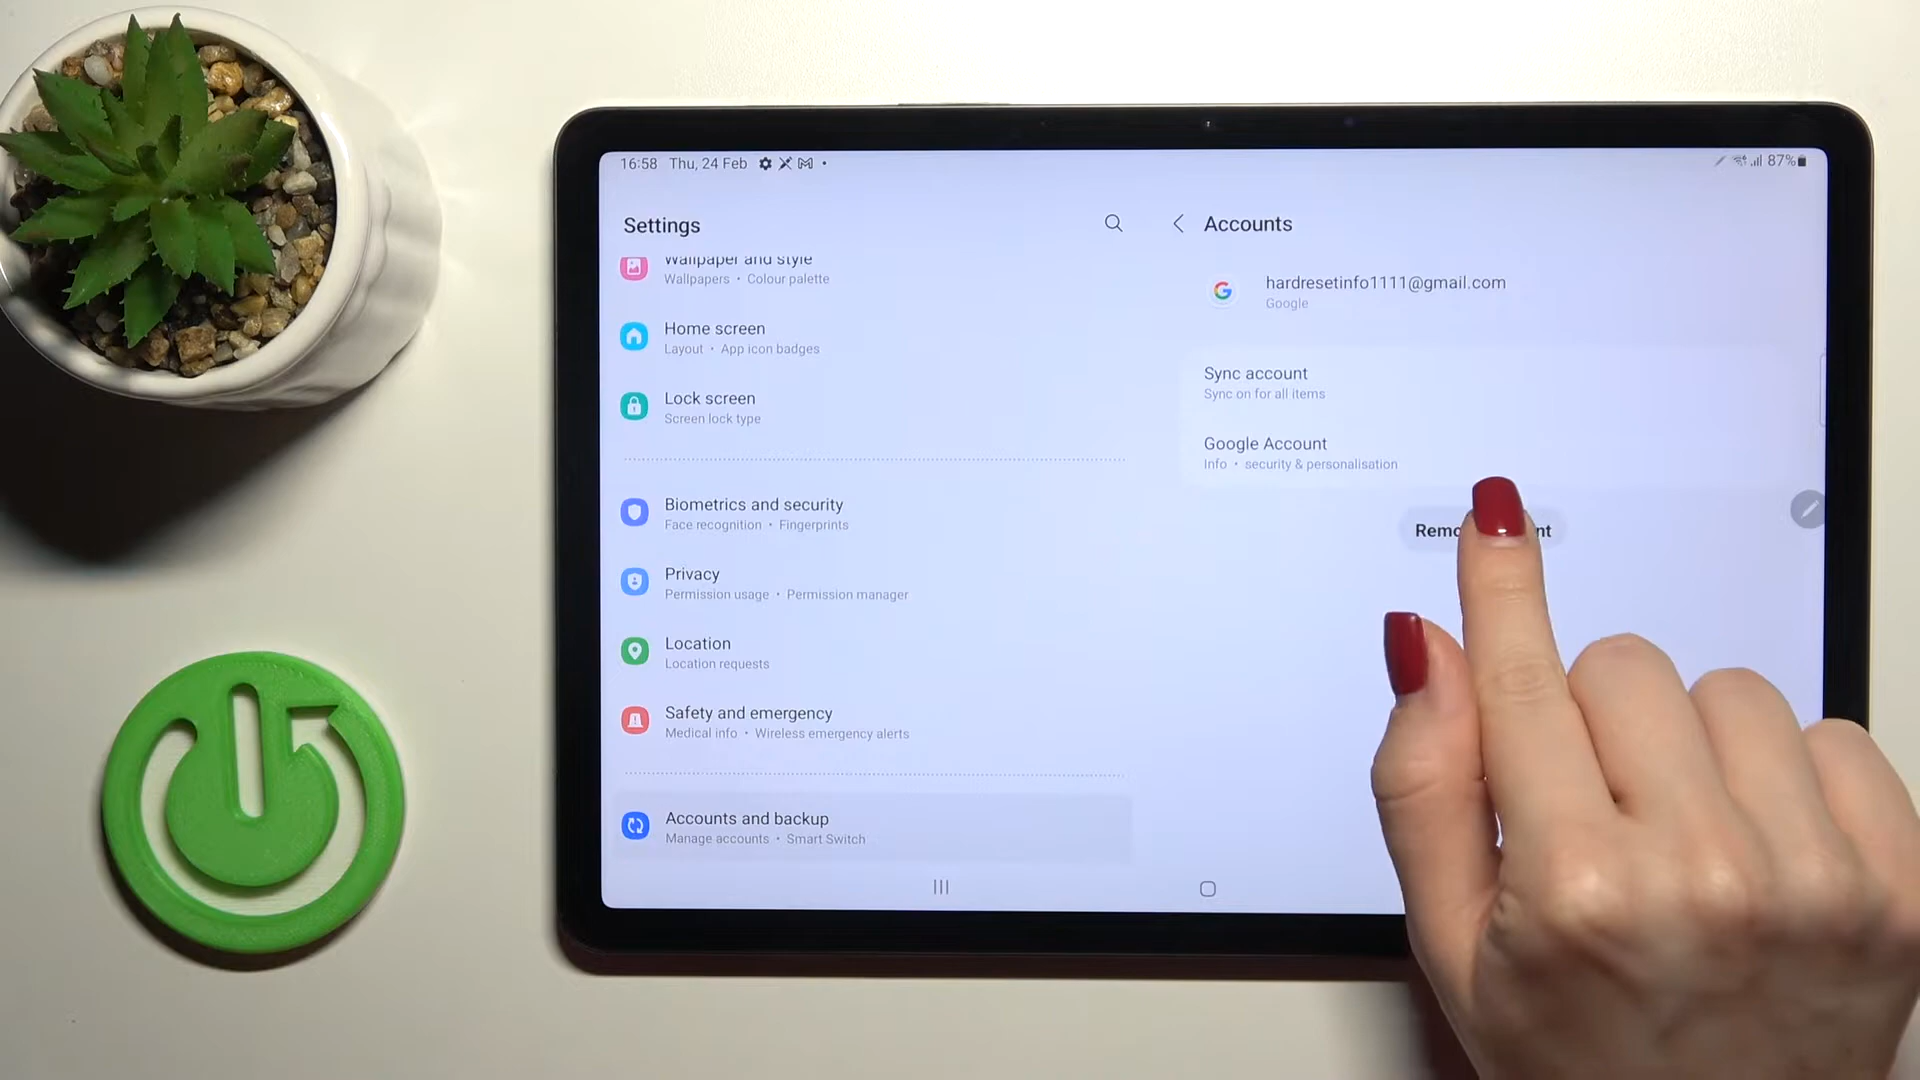 16:58 Thu, 24 Feb
87%
Settings
Wallpaper and style
Wallpapers • Colour palette
Home screen
Layout • App icon badges
Lock screen
Screen lock type
Biometrics and security
Face recognition • Fingerprints
Privacy
Permission usage • Permission manager
Location
Location requests
Safety and emergency
Medical info • Wireless emergency alerts
Accounts and backup
Manage accounts • Smart Switch
Accounts
hardresetinfo1111@gmail.com
Google
Sync account
Sync on for all items
Google Account
Info • security & personalisation